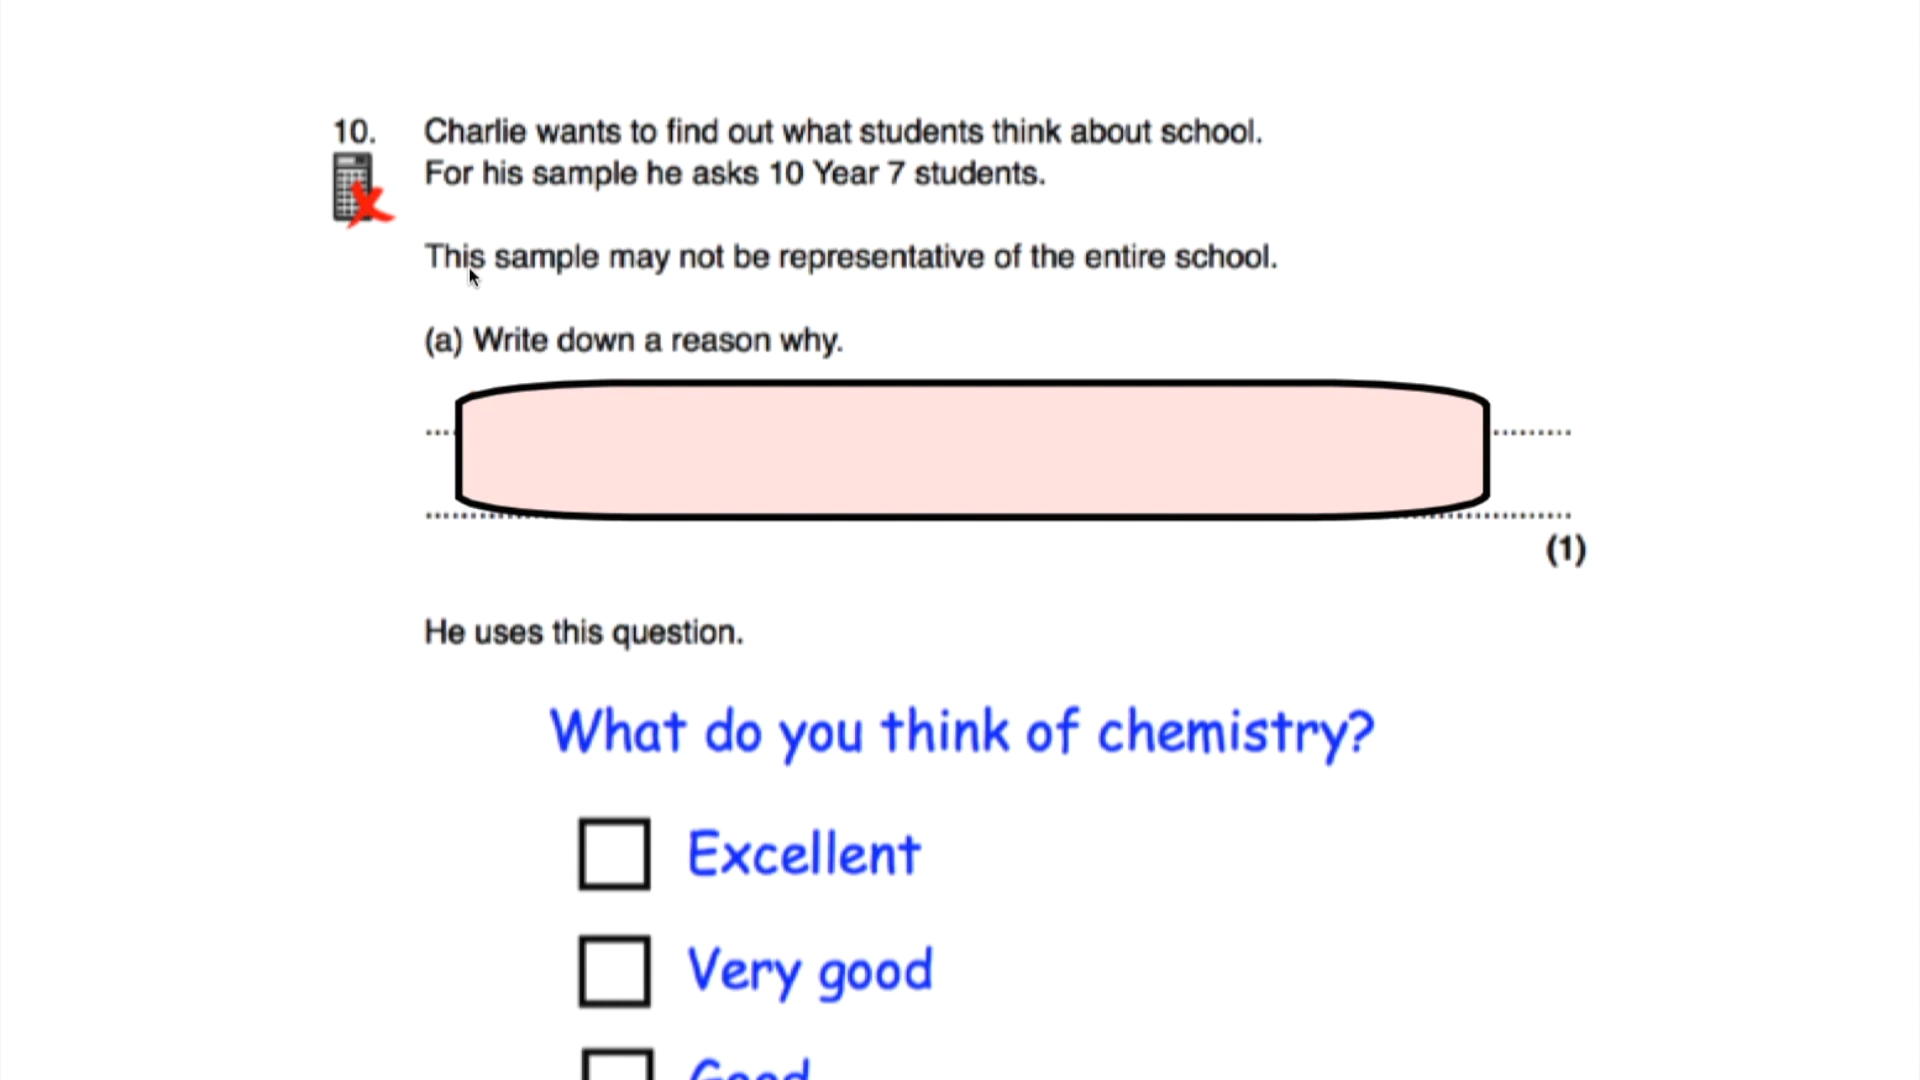 10. Charlie wants to find out what students think about school.
For his sample he asks 10 Year 7 students.
This sample may not be representative of the entire school.
(a) Write down a reason why.
(1)
He uses this question.
What do you think of chemistry?
Excellent
Very good
Good